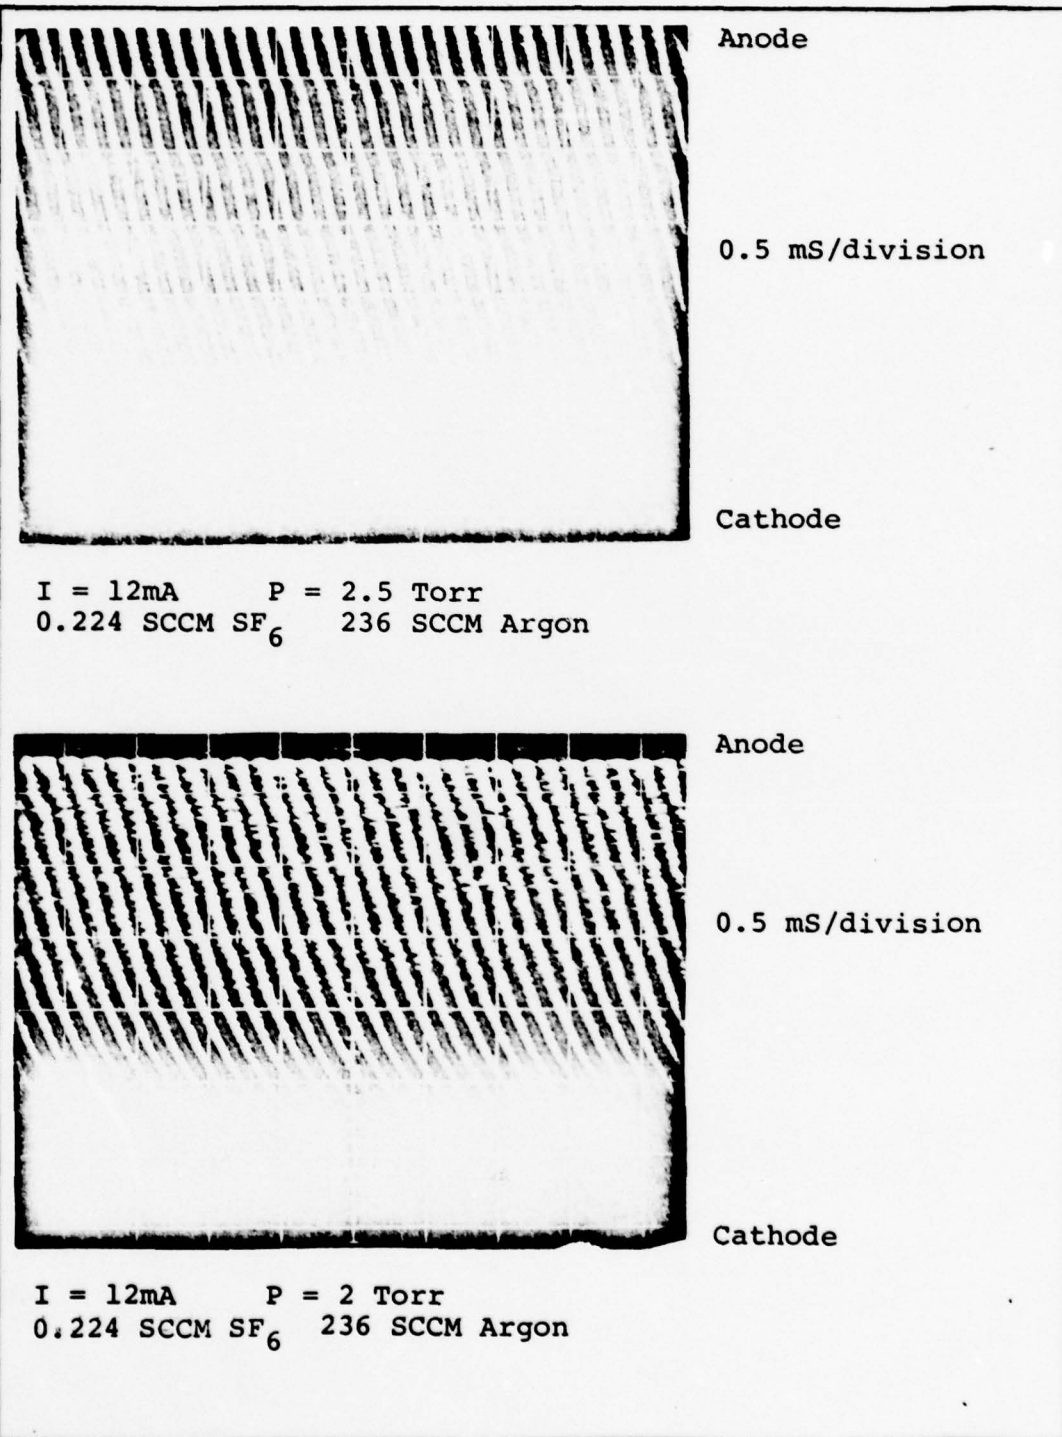 Anode
0.5 mS/division
Cathode
I = 12mA P = 2.5 Torr
0.224 SCCM SF6 236 SCCM Argon
Anode
0.5 mS/division
Cathode
I = 12mA P = 2 Torr
0.224 SCCM SF6 236 SCCM Argon